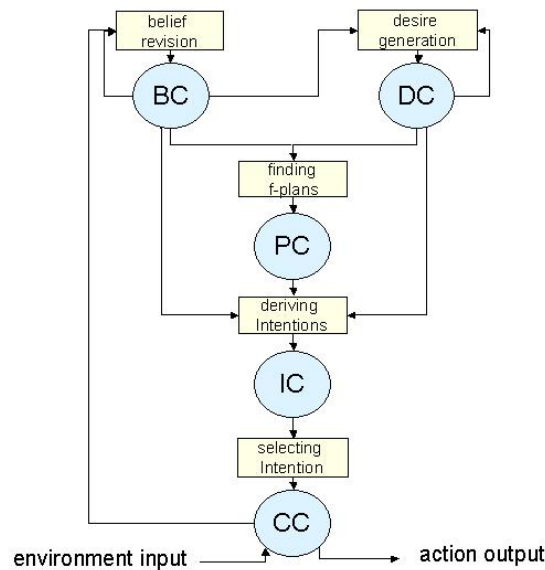 belief
revision
desire
generation
BC
DC
finding
f-plans
PC
deriving
Intentions
IC
selecting
Intention
CC
environment input
action output